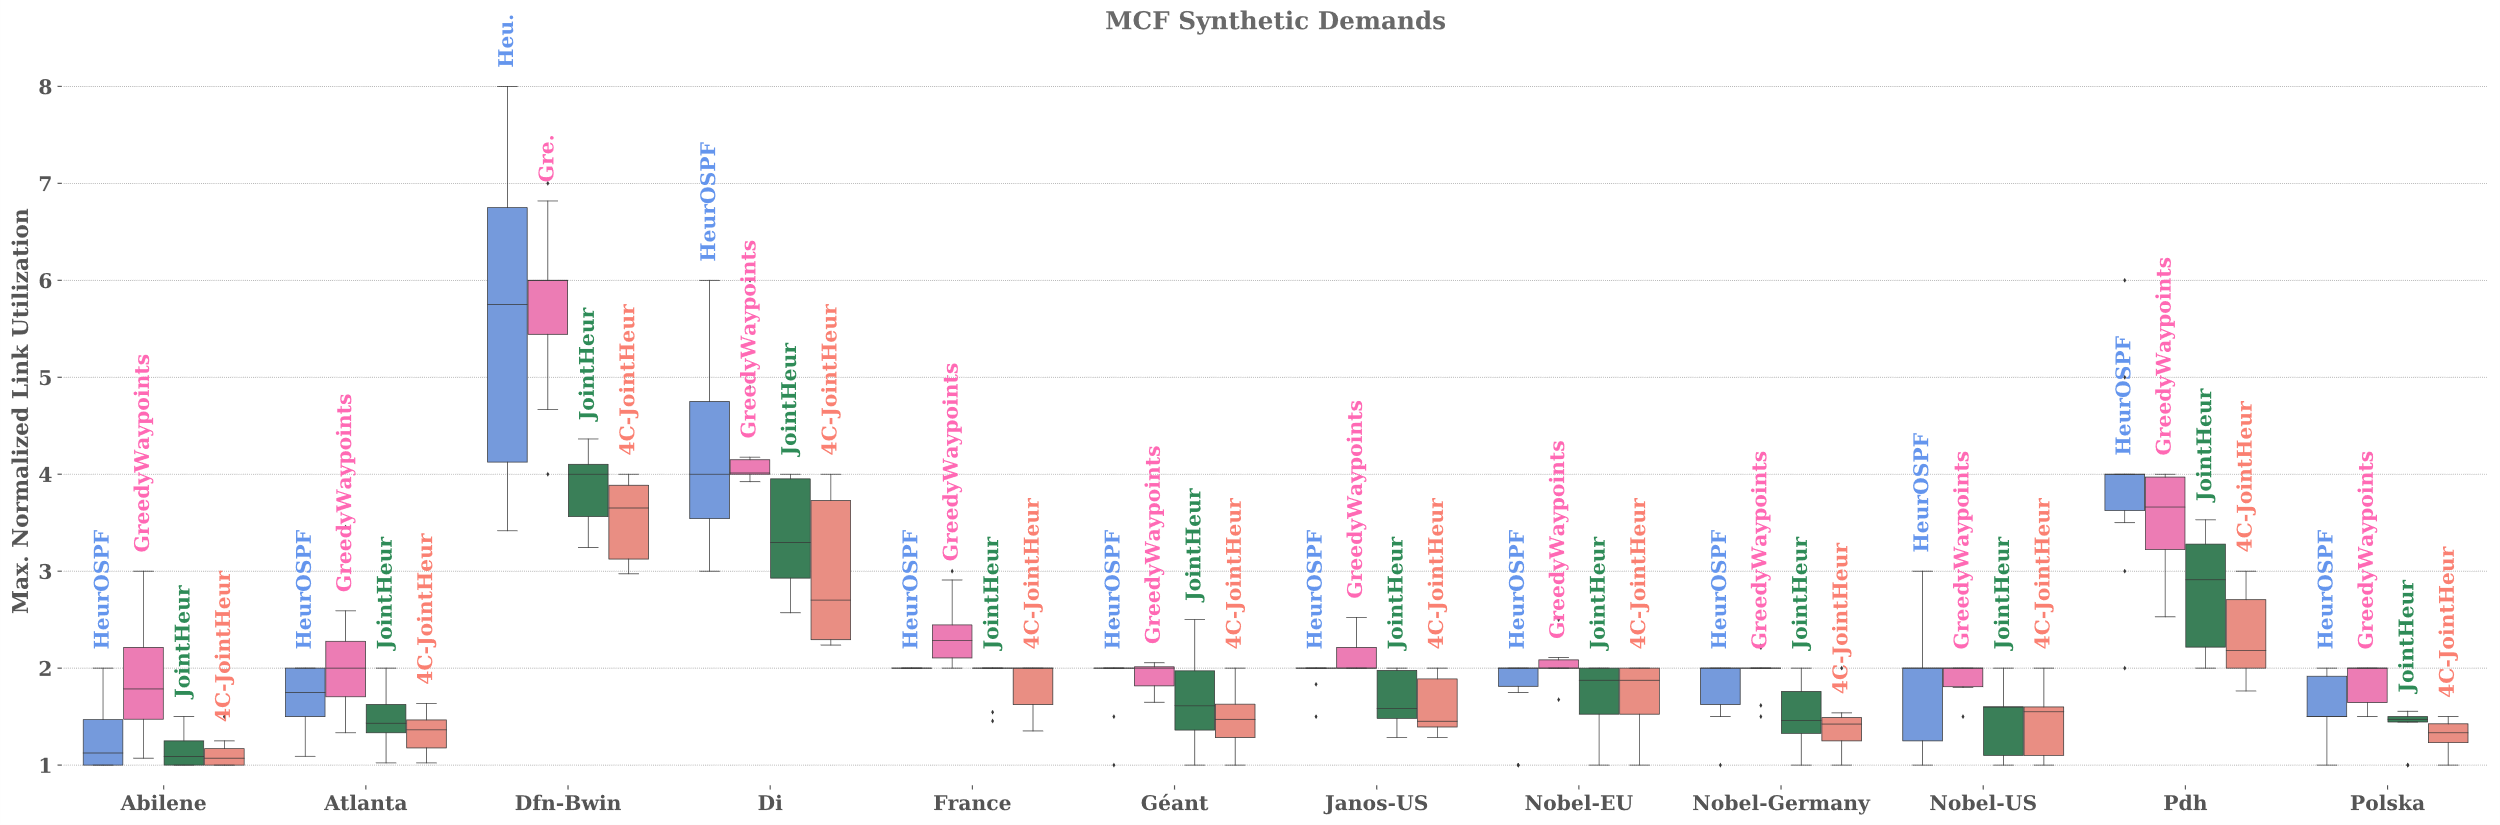 MCF Synthetic Demands
Max. Normalized Link Utilization
8
7
6
5
4
3
2
1
HeurOSPF
GreedyWaypoints
JointHeur
4C-JointHeur
HeurOSPF
GreedyWaypoints
JointHeur
4C-JointHeur
Heu.
Gre.
JointHeur
4C-JointHeur
HeurOSPF
GreedyWaypoints
JointHeur
4C-JointHeur
HeurOSPF
GreedyWaypoints
JointHeur
4C-JointHeur
HeurOSPF
GreedyWaypoints
JointHeur
4C-JointHeur
HeurOSPF
GreedyWaypoints
JointHeur
4C-JointHeur
HeurOSPF
GreedyWaypoints
JointHeur
4C-JointHeur
HeurOSPF
GreedyWaypoints
JointHeur
4C-JointHeur
HeurOSPF
GreedyWaypoints
JointHeur
4C-JointHeur
HeurOSPF
GreedyWaypoints
JointHeur
4C-JointHeur
HeurOSPF
GreedyWaypoints
JointHeur
4C-JointHeur
Abilene
Atlanta
Dfn-Bwin
Di
France
Géant
Janos-US
Nobel-EU
Nobel-Germany
Nobel-US
Pdh
Polska